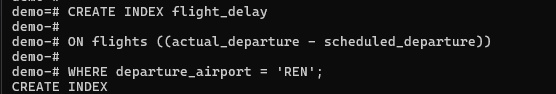 demo=# CREATE INDEX flight_delay
demo-#
demo-# ON flights ((actual_departure - scheduled_departure))
demo-#
demo-# WHERE departure_airport = 'REN';
CREATE INDEX